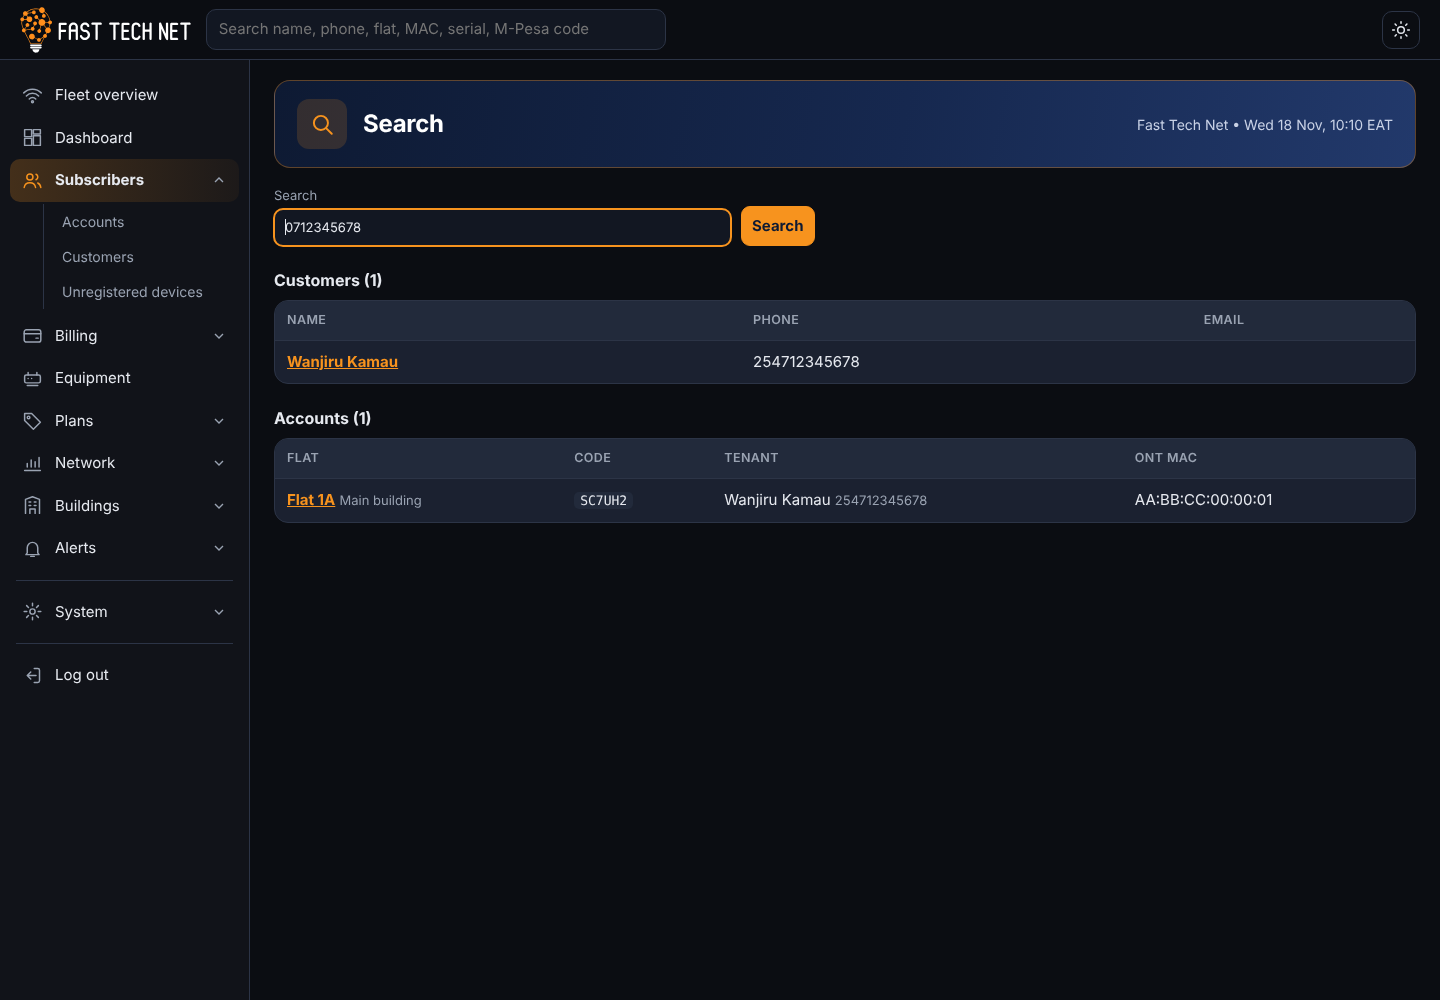 FAST TECH NET
Search name, phone, flat, MAC, serial, M-Pesa code
Fleet overview
Dashboard
Subscribers
Accounts
Customers
Unregistered devices
Billing
Equipment
Plans
Network
Buildings
Alerts
System
Log out
Search
Fast Tech Net • Wed 18 Nov, 10:10 EAT
Search
0712345678
Search
Customers (1)
NAME PHONE EMAIL
Wanjiru Kamau 254712345678
Accounts (1)
FLAT CODE TENANT ONT MAC
Flat 1A Main building SC7UH2 Wanjiru Kamau 254712345678 AA:BB:CC:00:00:01